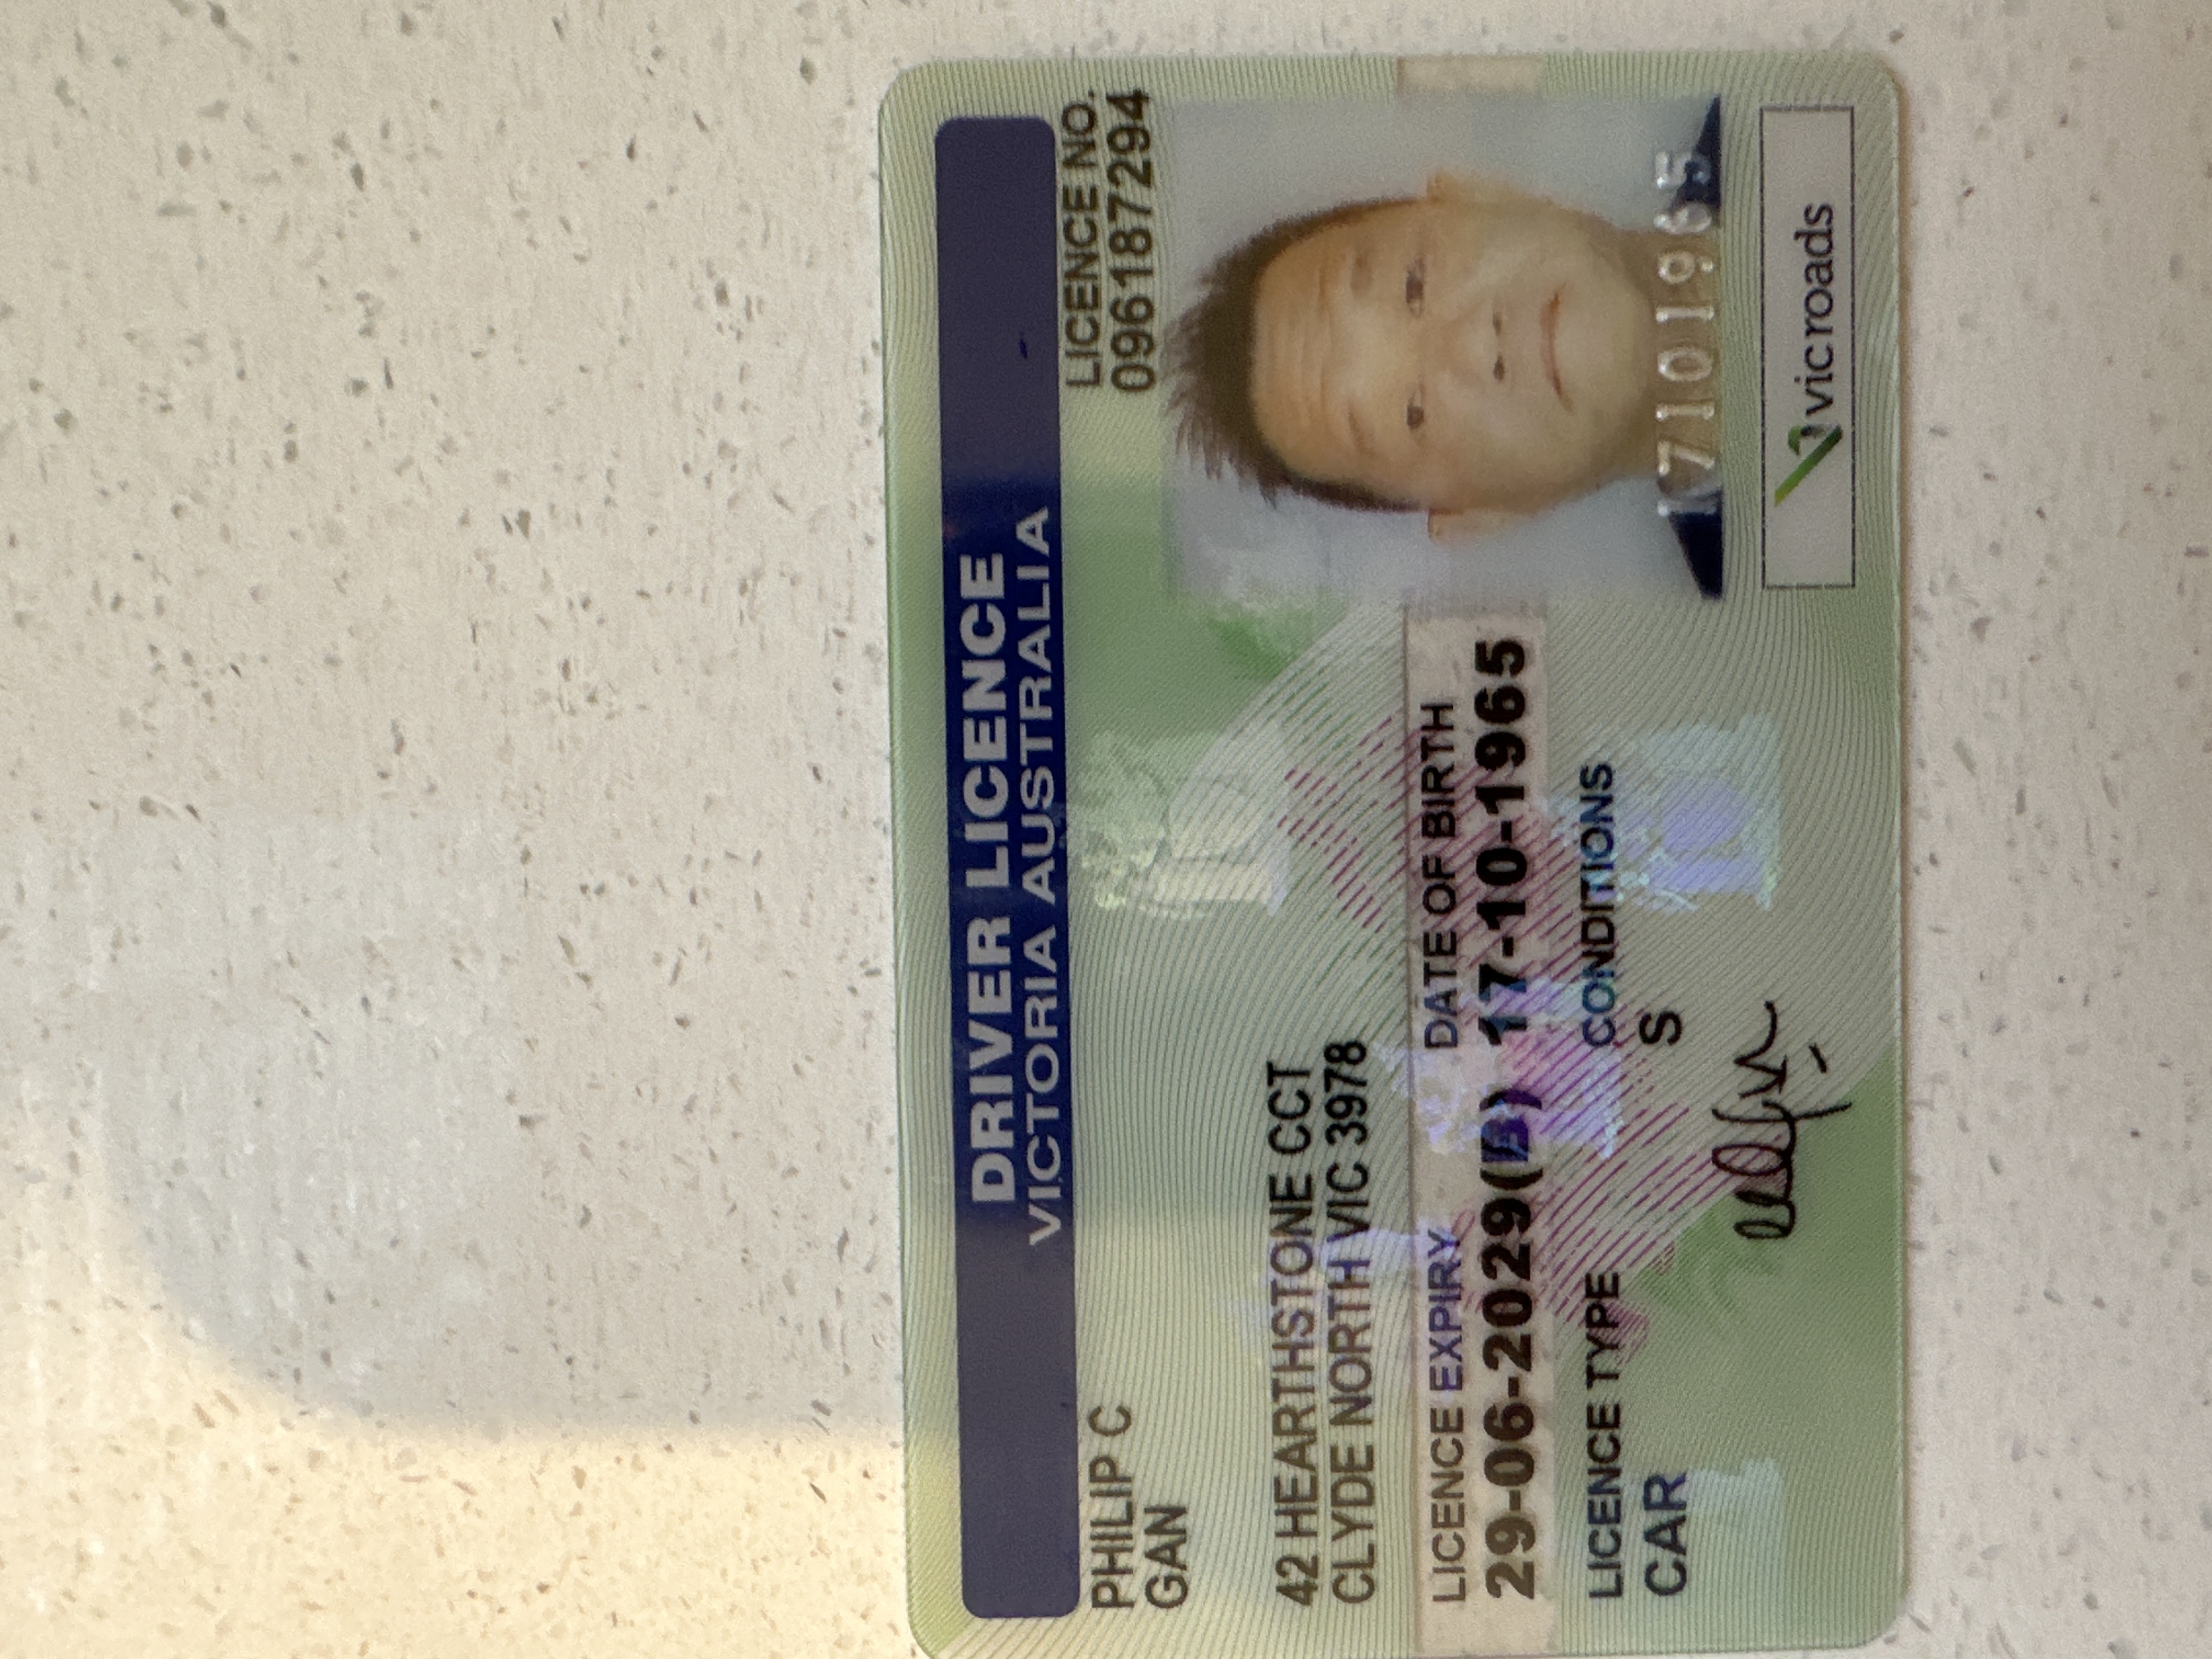 DRIVER LICENCE
VICTORIA AUSTRALIA
PHILIP C
GAN
LICENCE NO.
096187294
42 HEARTHSTONE CCT
CLYDE NORTH VIC 3978
LICENCE EXPIRY
29-06-2029(B)
DATE OF BIRTH
17-10-1965
LICENCE TYPE
CAR
CONDITIONS
S
17101965
vicroads